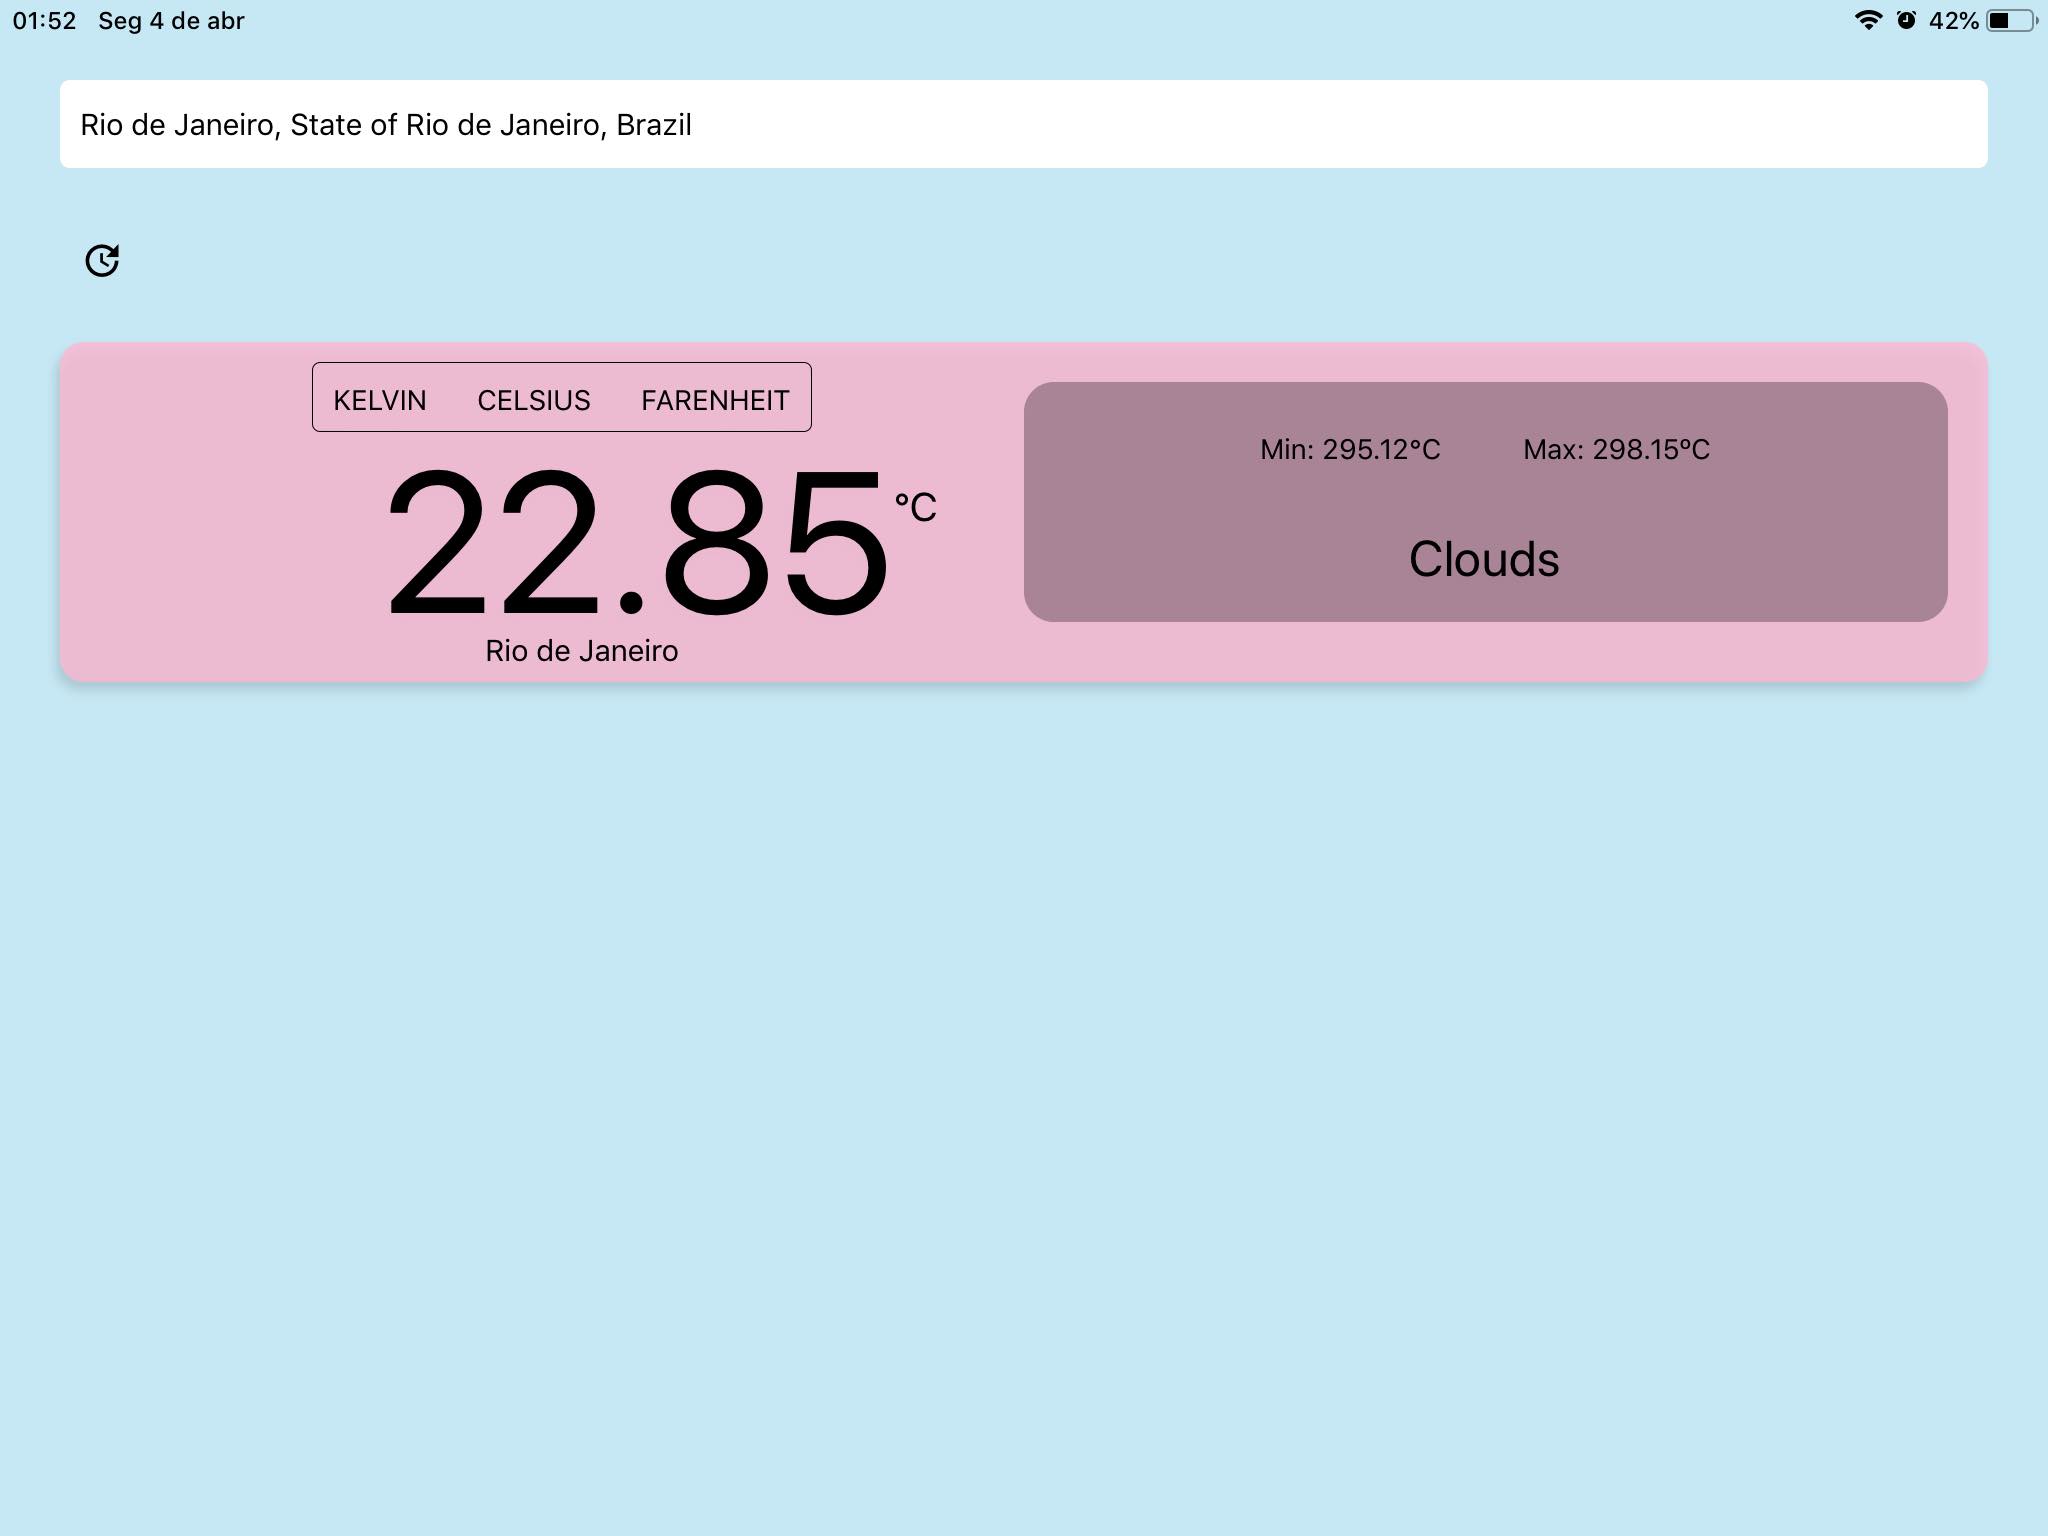 01:52 Seg 4 de abr 42%
Rio de Janeiro, State of Rio de Janeiro, Brazil
KELVIN CELSIUS FARENHEIT
22.85 °C
Rio de Janeiro
Min: 295.12°C Max: 298.15ºC
Clouds